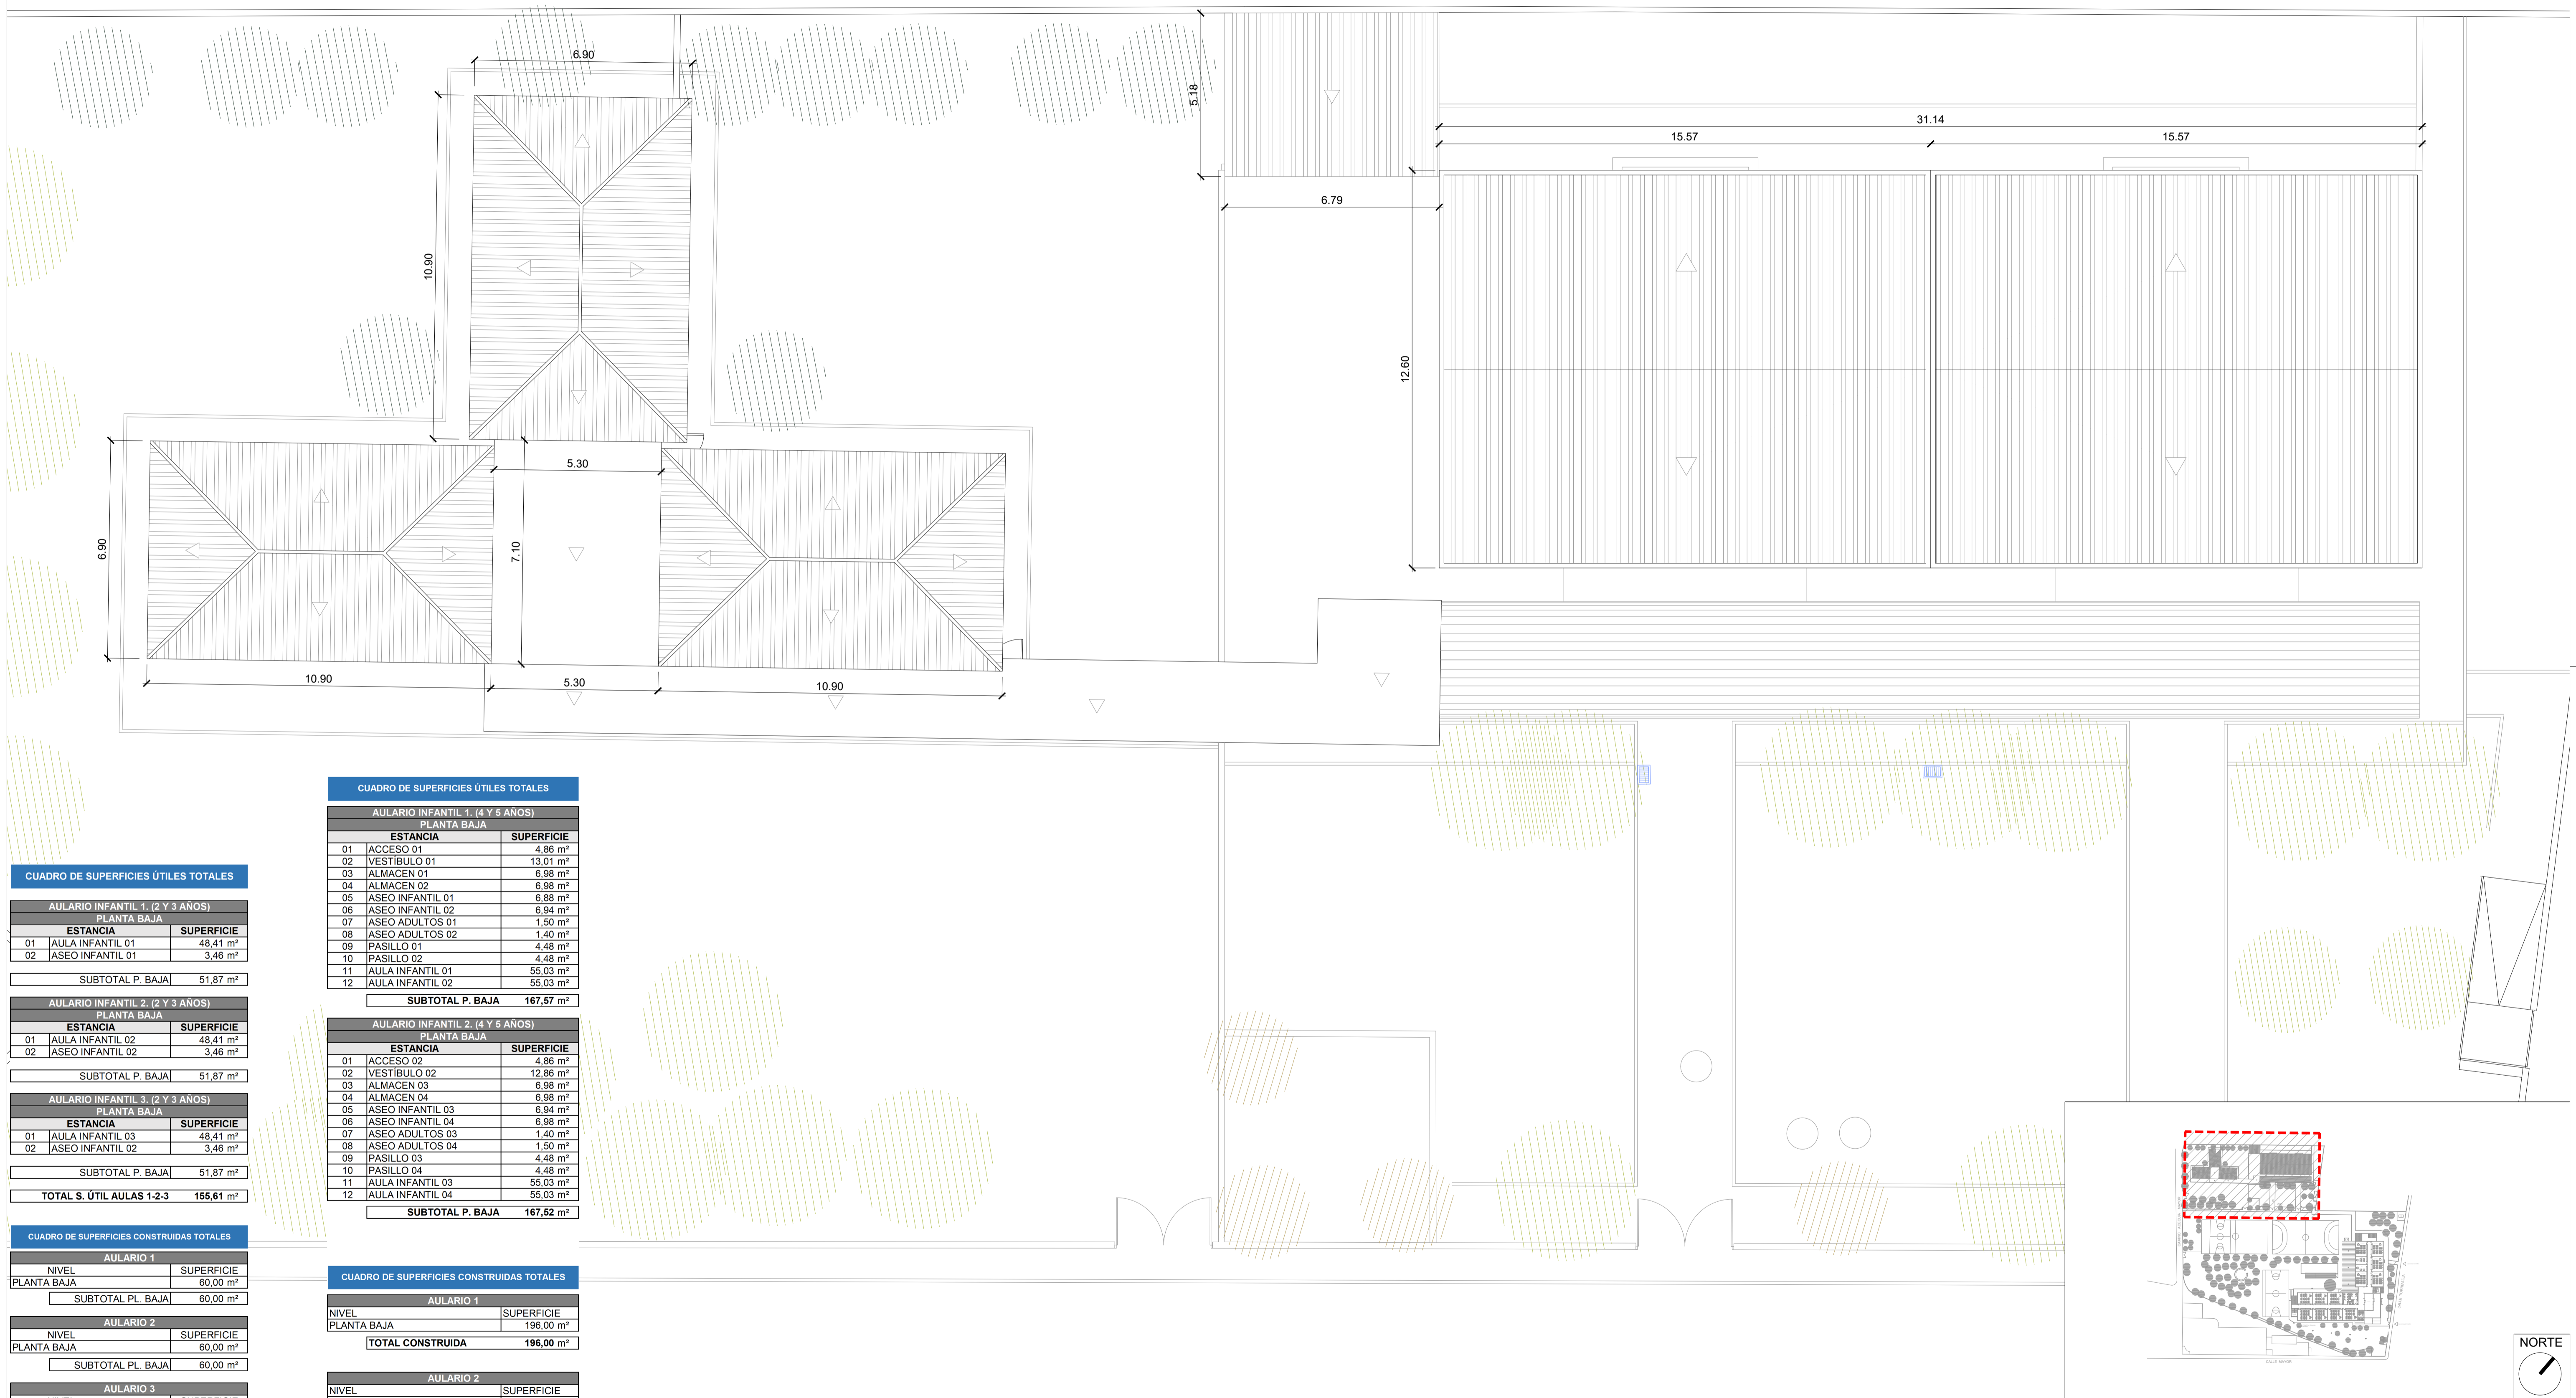 6.90
5.18
31.14
15.57
15.57
10.90
6.79
12.60
5.30
6.90
7.10
10.90
5.30
10.90
CUADRO DE SUPERFICIES ÚTILES TOTALES
AULARIO INFANTIL 1. (2 Y 3 AÑOS)
PLANTA BAJA
ESTANCIA SUPERFICIE
01 AULA INFANTIL 01 48,41 m²
02 ASEO INFANTIL 01 3,46 m²
SUBTOTAL P. BAJA 51,87 m²
AULARIO INFANTIL 2. (2 Y 3 AÑOS)
PLANTA BAJA
ESTANCIA SUPERFICIE
01 AULA INFANTIL 02 48,41 m²
02 ASEO INFANTIL 02 3,46 m²
SUBTOTAL P. BAJA 51,87 m²
AULARIO INFANTIL 3. (2 Y 3 AÑOS)
PLANTA BAJA
ESTANCIA SUPERFICIE
01 AULA INFANTIL 03 48,41 m²
02 ASEO INFANTIL 02 3,46 m²
SUBTOTAL P. BAJA 51,87 m²
TOTAL S. ÚTIL AULAS 1-2-3 155,61 m²
CUADRO DE SUPERFICIES CONSTRUIDAS TOTALES
AULARIO 1
NIVEL SUPERFICIE
PLANTA BAJA 60,00 m²
SUBTOTAL PL. BAJA 60,00 m²
AULARIO 2
NIVEL SUPERFICIE
PLANTA BAJA 60,00 m²
SUBTOTAL PL. BAJA 60,00 m²
AULARIO 3
CUADRO DE SUPERFICIES ÚTILES TOTALES
AULARIO INFANTIL 1. (4 Y 5 AÑOS)
PLANTA BAJA
ESTANCIA SUPERFICIE
01 ACCESO 01 4,86 m²
02 VESTÍBULO 01 13,01 m²
03 ALMACEN 01 6,98 m²
04 ALMACEN 02 6,98 m²
05 ASEO INFANTIL 01 6,88 m²
06 ASEO INFANTIL 02 6,94 m²
07 ASEO ADULTOS 01 1,50 m²
08 ASEO ADULTOS 02 1,40 m²
09 PASILLO 01 4,48 m²
10 PASILLO 02 4,48 m²
11 AULA INFANTIL 01 55,03 m²
12 AULA INFANTIL 02 55,03 m²
SUBTOTAL P. BAJA 167,57 m²
AULARIO INFANTIL 2. (4 Y 5 AÑOS)
PLANTA BAJA
ESTANCIA SUPERFICIE
01 ACCESO 02 4,86 m²
02 VESTÍBULO 02 12,86 m²
03 ALMACEN 03 6,98 m²
04 ALMACEN 04 6,98 m²
05 ASEO INFANTIL 03 6,94 m²
06 ASEO INFANTIL 04 6,98 m²
07 ASEO ADULTOS 03 1,40 m²
08 ASEO ADULTOS 04 1,50 m²
09 PASILLO 03 4,48 m²
10 PASILLO 04 4,48 m²
11 AULA INFANTIL 03 55,03 m²
12 AULA INFANTIL 04 55,03 m²
SUBTOTAL P. BAJA 167,52 m²
CUADRO DE SUPERFICIES CONSTRUIDAS TOTALES
AULARIO 1
NIVEL SUPERFICIE
PLANTA BAJA 196,00 m²
TOTAL CONSTRUIDA 196,00 m²
AULARIO 2
NIVEL SUPERFICIE
CALLE MAYOR
NORTE